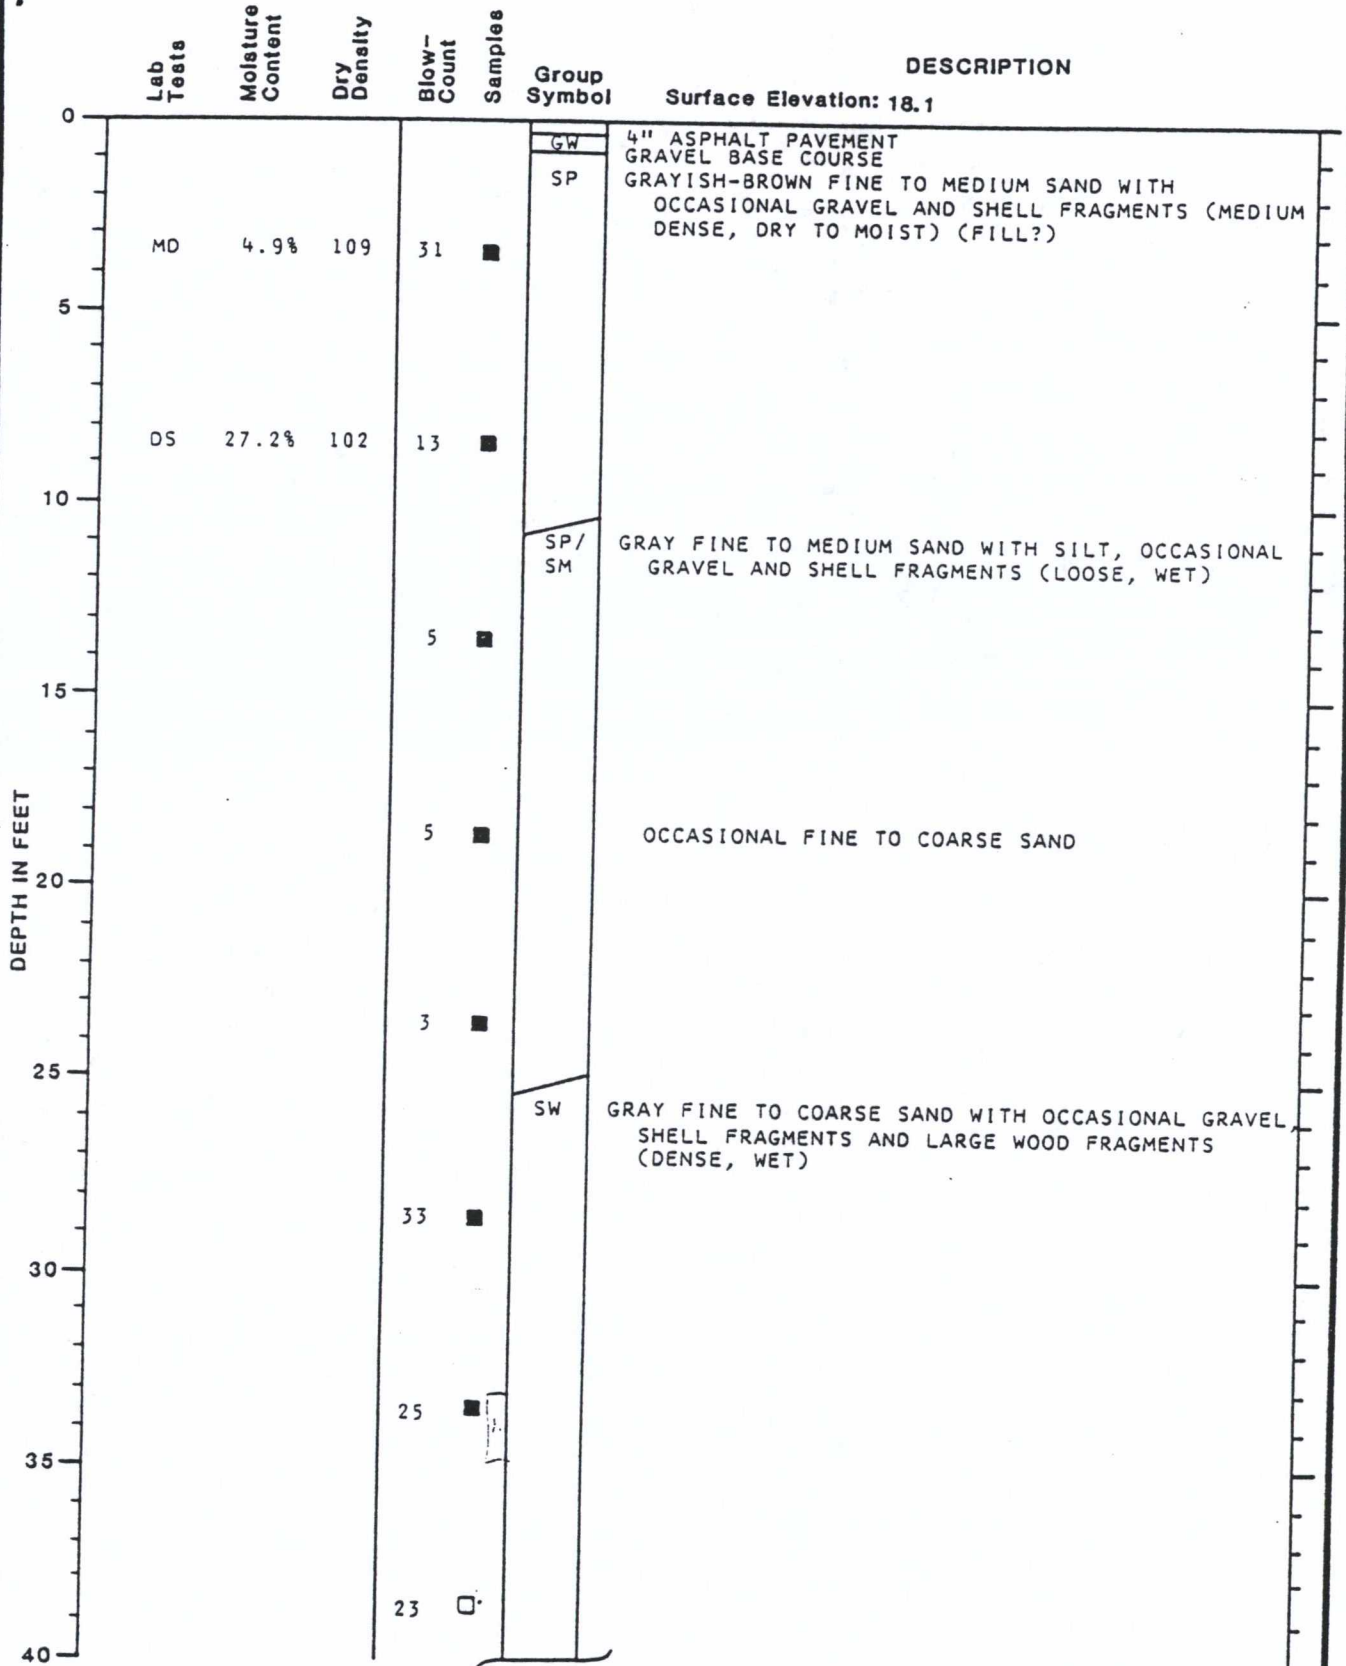 Lab Tests
Moisture Content
Dry Density
Blow-Count
Samples
Group Symbol
DESCRIPTION
Surface Elevation: 18.1
DEPTH IN FEET
0
GW
4" ASPHALT PAVEMENT
GRAVEL BASE COURSE
SP
GRAYISH-BROWN FINE TO MEDIUM SAND WITH
OCCASIONAL GRAVEL AND SHELL FRAGMENTS (MEDIUM
DENSE, DRY TO MOIST) (FILL?)
MD 4.9% 109 31
5
DS 27.2% 102 13
10
SP/
SM
GRAY FINE TO MEDIUM SAND WITH SILT, OCCASIONAL
GRAVEL AND SHELL FRAGMENTS (LOOSE, WET)
5
15
5 OCCASIONAL FINE TO COARSE SAND
20
3
25
SW
GRAY FINE TO COARSE SAND WITH OCCASIONAL GRAVEL,
SHELL FRAGMENTS AND LARGE WOOD FRAGMENTS
(DENSE, WET)
33
30
25
35
23
40